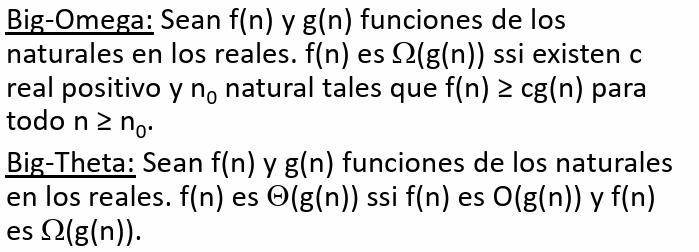 Big-Omega: Sean f(n) y g(n) funciones de los
naturales en los reales. f(n) es Ω(g(n)) ssi existen c
real positivo y n₀ natural tales que f(n) ≥ cg(n) para
todo n ≥ n₀.
Big-Theta: Sean f(n) y g(n) funciones de los naturales
en los reales. f(n) es Θ(g(n)) ssi f(n) es O(g(n)) y f(n)
es Ω(g(n)).